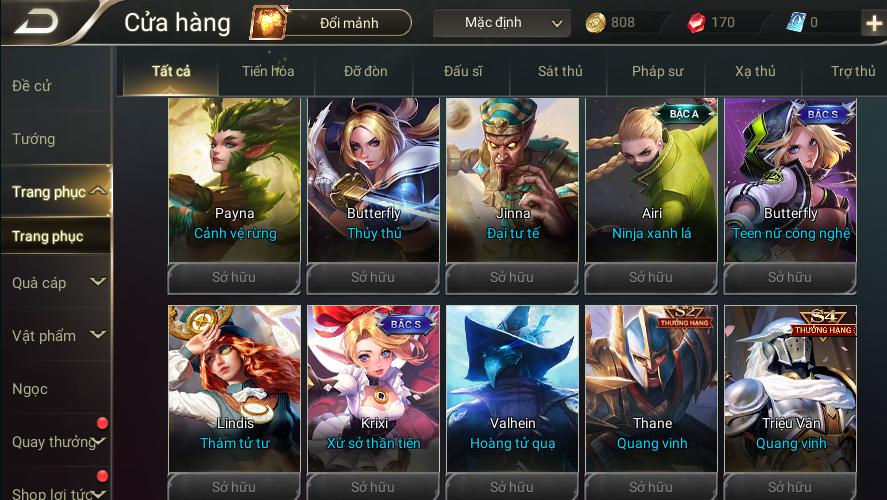 Cửa hàng
Đổi mảnh
Mặc định
808
170
0
Đề cử
Tướng
Trang phục
Trang phục
Quà cáp
Vật phẩm
Ngọc
Quay thưởng
Shop lợi tức
Tất cả
Tiến hóa
Đỡ đòn
Đấu sĩ
Sát thủ
Pháp sư
Xạ thủ
Trợ thủ
Payna
Cảnh vệ rừng
Sở hữu
Butterfly
Thủy thủ
Sở hữu
Jinna
Đại tư tế
Sở hữu
BẬC A
Airi
Ninja xanh lá
Sở hữu
BẬC S
Butterfly
Teen nữ công nghệ
Sở hữu
Lindis
Thám tử tư
Sở hữu
BẬC S
Krixi
Xứ sở thần tiên
Sở hữu
Valhein
Hoàng tử quạ
Sở hữu
S2
THƯỞNG HẠNG
Thane
Quang vinh
Sở hữu
S4
THƯỞNG HẠNG
Triệu Vân
Quang vinh
Sở hữu